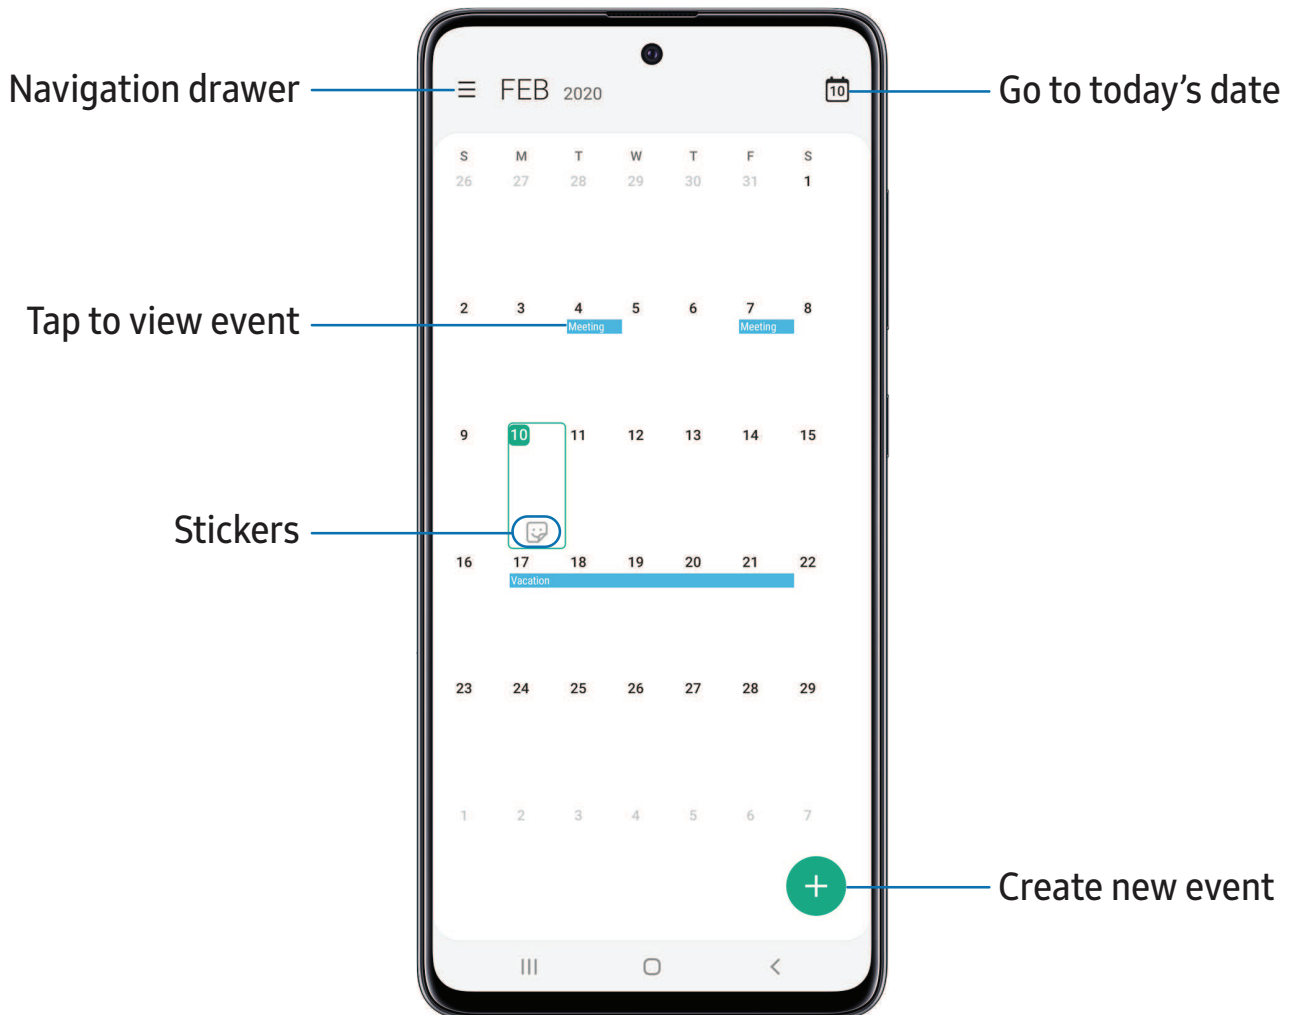 Navigation drawer
FEB 2020
10
Go to today's date
S M T W T F S
26 27 28 29 30 31 1
2 3 4 5 6 7 8
Tap to view event
Meeting Meeting
9 10 11 12 13 14 15
Stickers
16 17 18 19 20 21 22
Vacation
23 24 25 26 27 28 29
1 2 3 4 5 6 7
Create new event